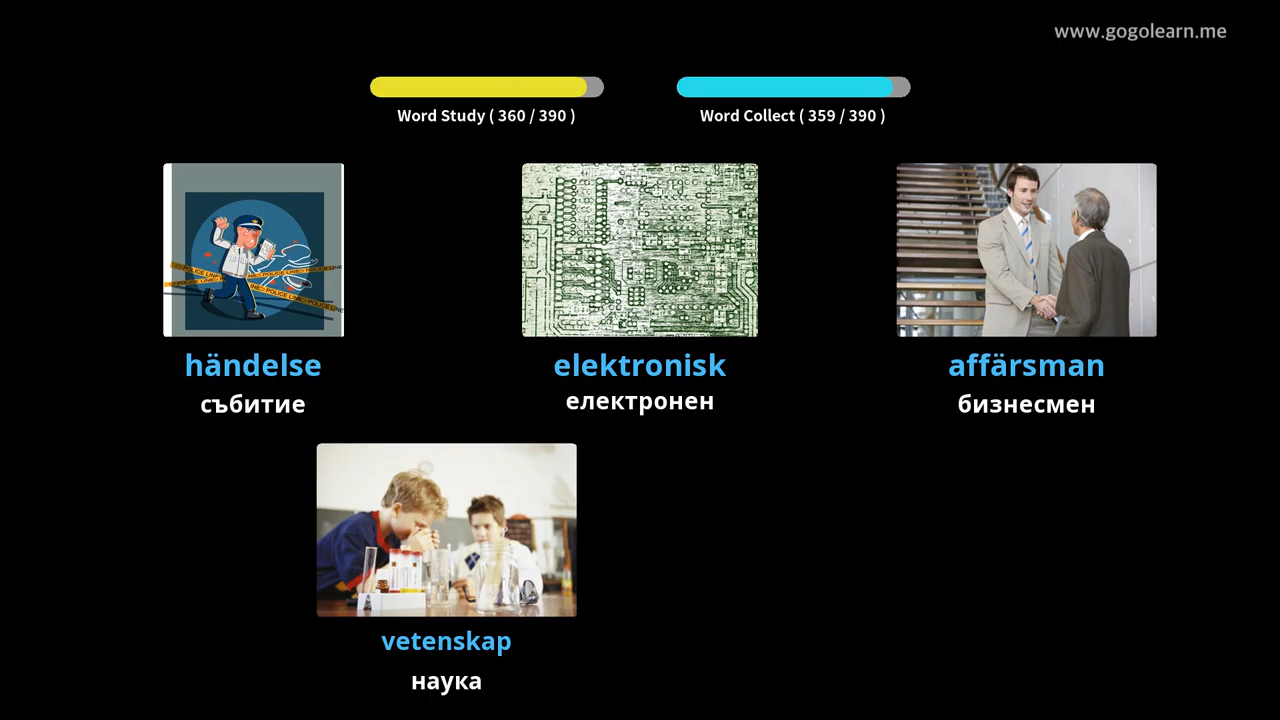 www.gogolearn.me
Word Study ( 360 / 390 )
Word Collect ( 359 / 390 )
händelse
събитие
elektronisk
електронен
affärsman
бизнесмен
vetenskap
наука